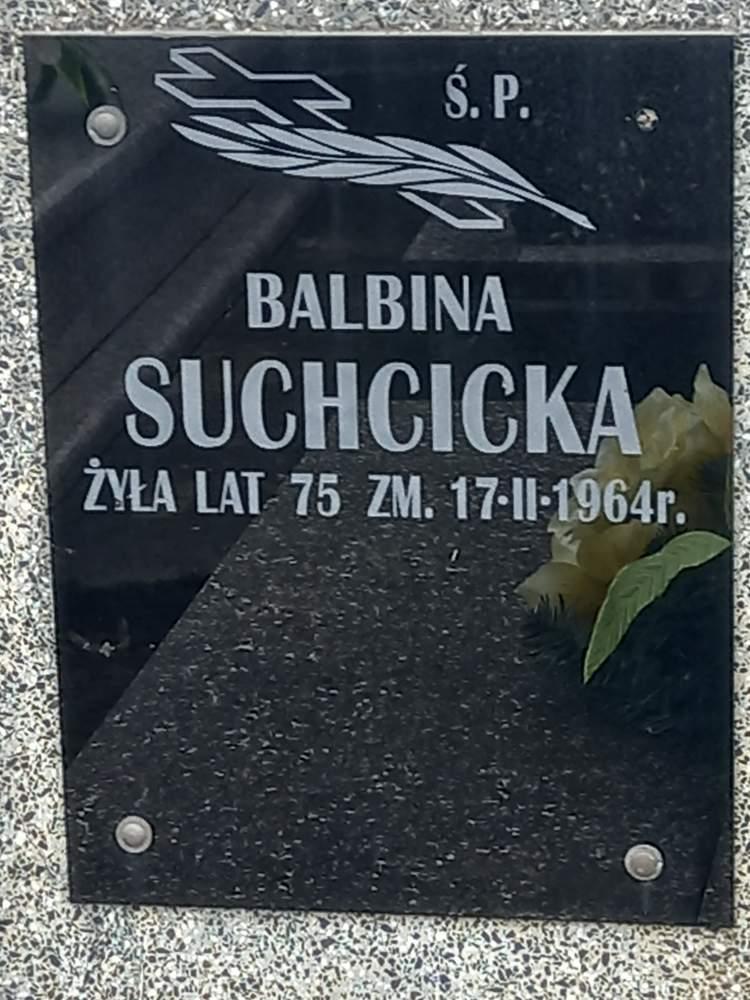 Ś. P.
BALBINA
SUCHCICKA
ŻYŁA LAT 75 ZM. 17·II·1964r.